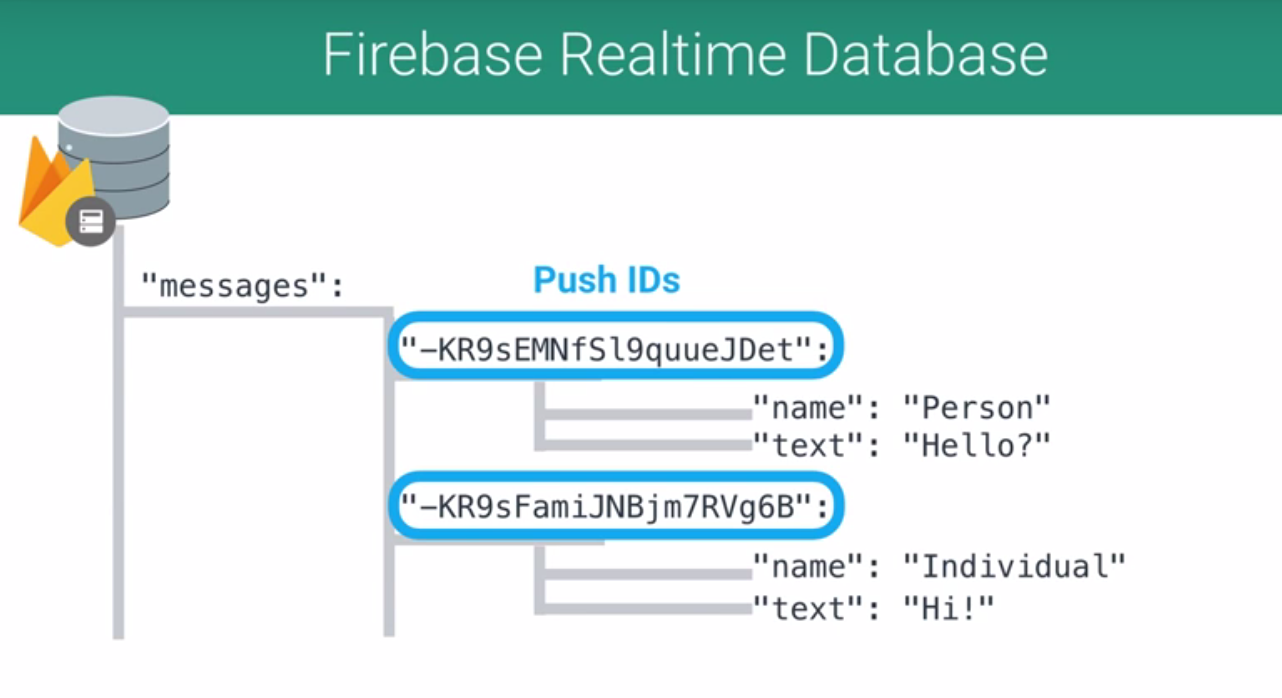 Firebase Realtime Database
"messages":
Push IDs
"-KR9sEMNfSl9quueJDet":
"name": "Person"
"text": "Hello?"
"-KR9sFamiJNBjm7RVg6B":
"name": "Individual"
"text": "Hi!"